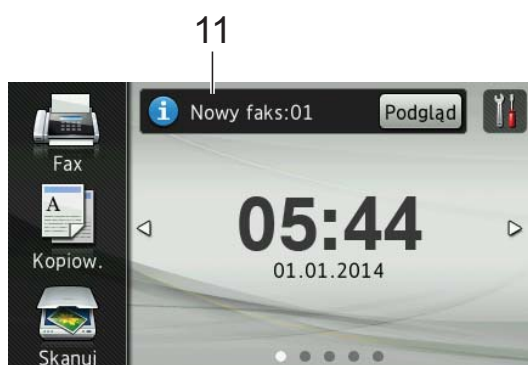 11
Nowy faks:01
Podgląd
Fax
A
Kopiow.
05:44
01.01.2014
Skanuj